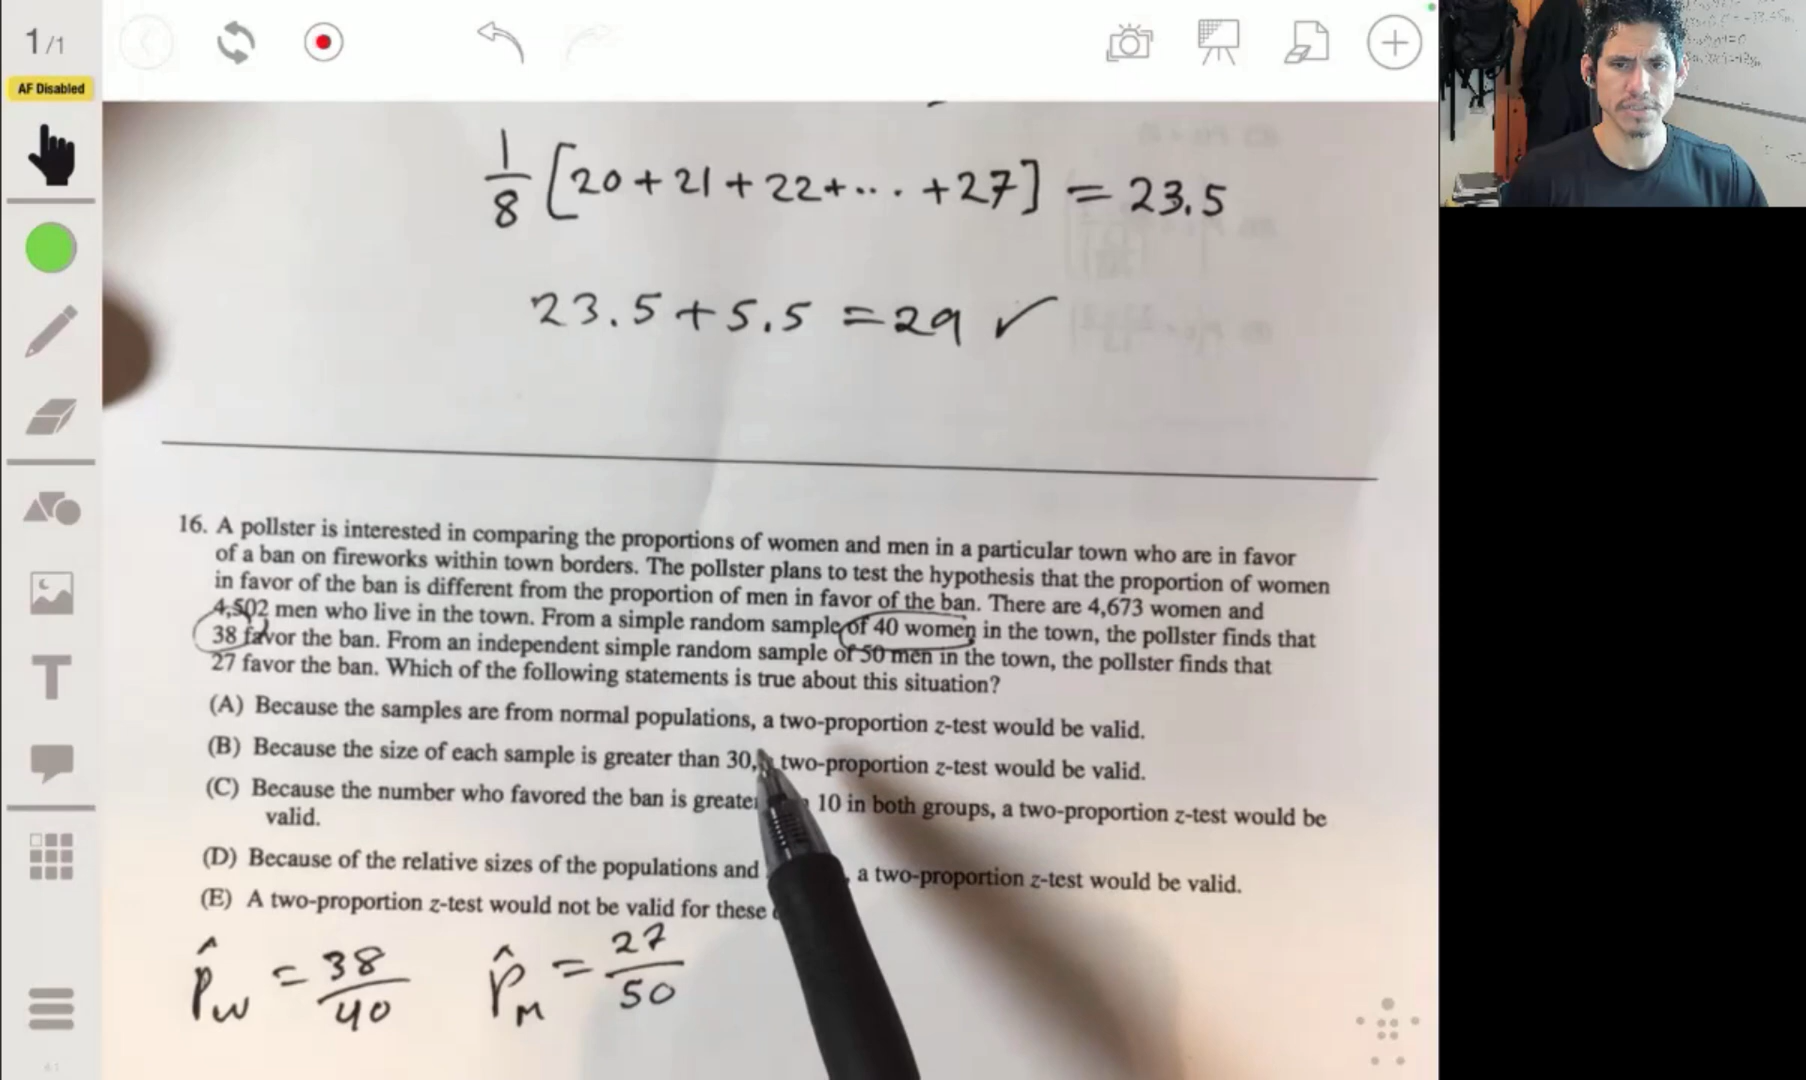 1/1
AF Disabled
T
1/8 [20+21+22+... +27] = 23.5
23.5+5.5 =29 ✓
16. A pollster is interested in comparing the proportions of women and men in a particular town who are in favor
of a ban on fireworks within town borders. The pollster plans to test the hypothesis that the proportion of women
in favor of the ban is different from the proportion of men in favor of the ban. There are 4,673 women and
4,502 men who live in the town. From a simple random sample of 40 women in the town, the pollster finds that
38 favor the ban. From an independent simple random sample of 50 men in the town, the pollster finds that
27 favor the ban. Which of the following statements is true about this situation?
(A) Because the samples are from normal populations, a two-proportion z-test would be valid.
(B) Because the size of each sample is greater than 30, a two-proportion z-test would be valid.
(C) Because the number who favored the ban is greater 10 in both groups, a two-proportion z-test would be
valid.
(D) Because of the relative sizes of the populations and , a two-proportion z-test would be valid.
(E) A two-proportion z-test would not be valid for these
p̂w = 38/40 p̂M = 27/50